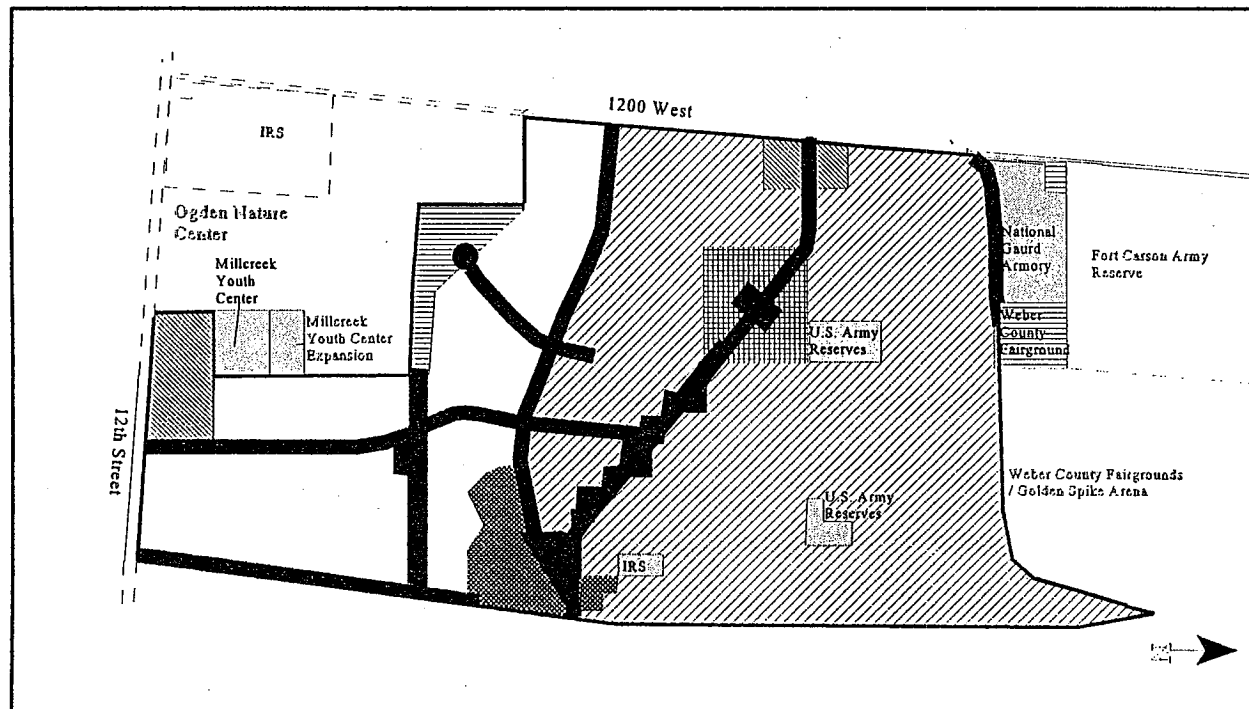 1200 West
IRS
Ogden Nature
Center
Millcreek
Youth
Center
Millcreek
Youth Center
Expansion
12th Street
National
Gaurd
Armory
Fort Carson Army
Reserve
Weber
County
Fairground
U.S. Army
Reserves
Weber County Fairgrounds
/ Golden Spike Arena
U.S. Army
Reserves
IRS